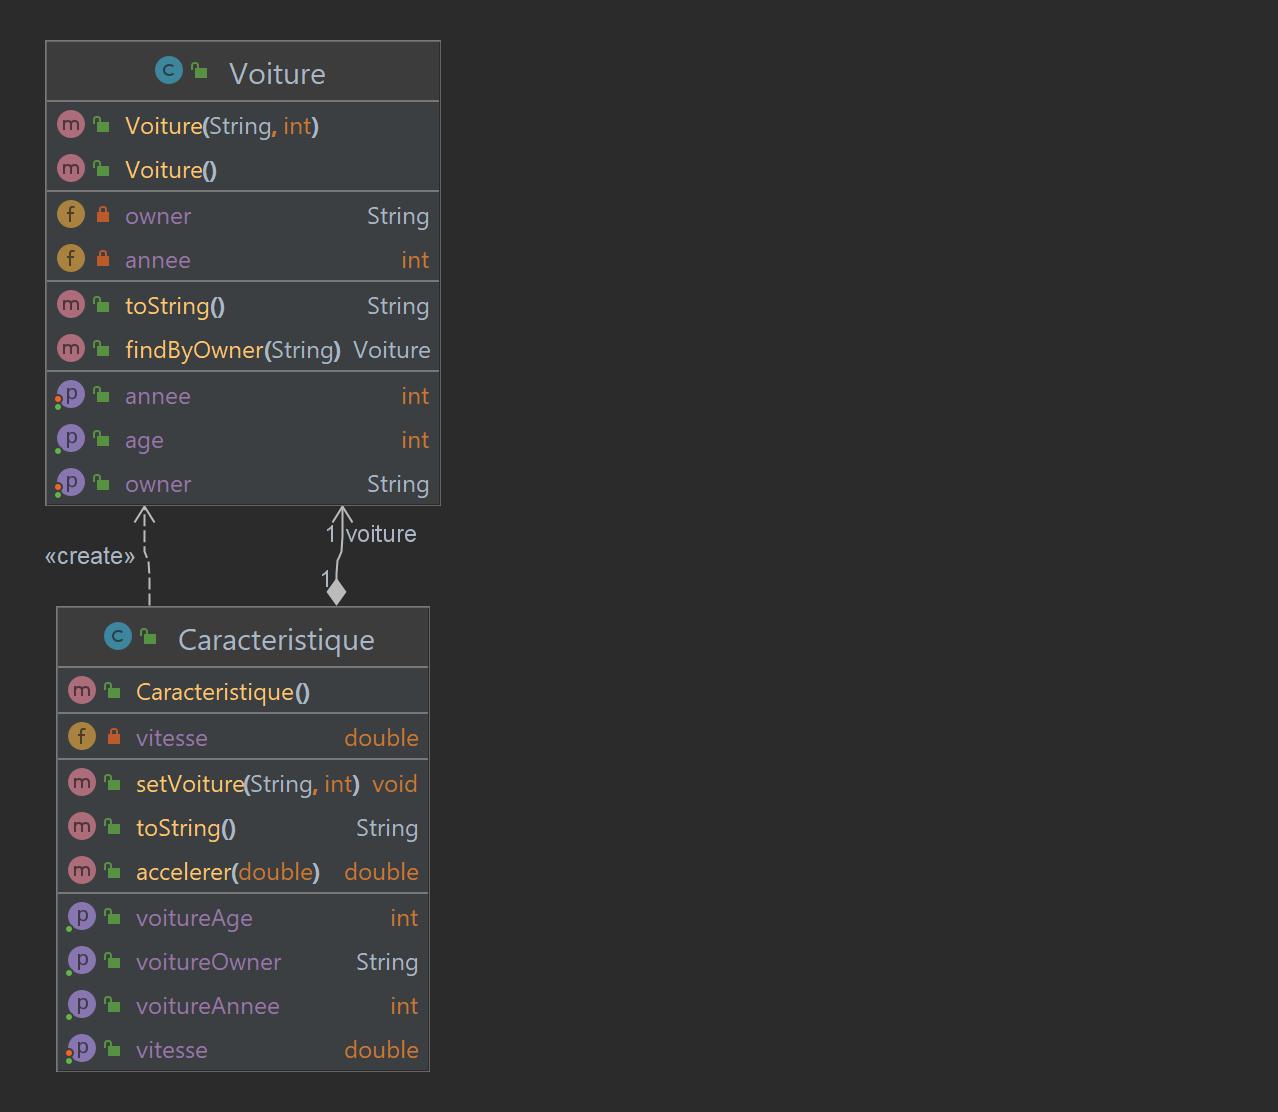 C Voiture
m Voiture(String, int)
m Voiture()
f owner String
f annee int
m toString() String
m findByOwner(String) Voiture
p annee int
p age int
p owner String
1 voiture
«create»
1
C Caracteristique
m Caracteristique()
f vitesse double
m setVoiture(String, int) void
m toString() String
m accelerer(double) double
p voitureAge int
p voitureOwner String
p voitureAnnee int
p vitesse double